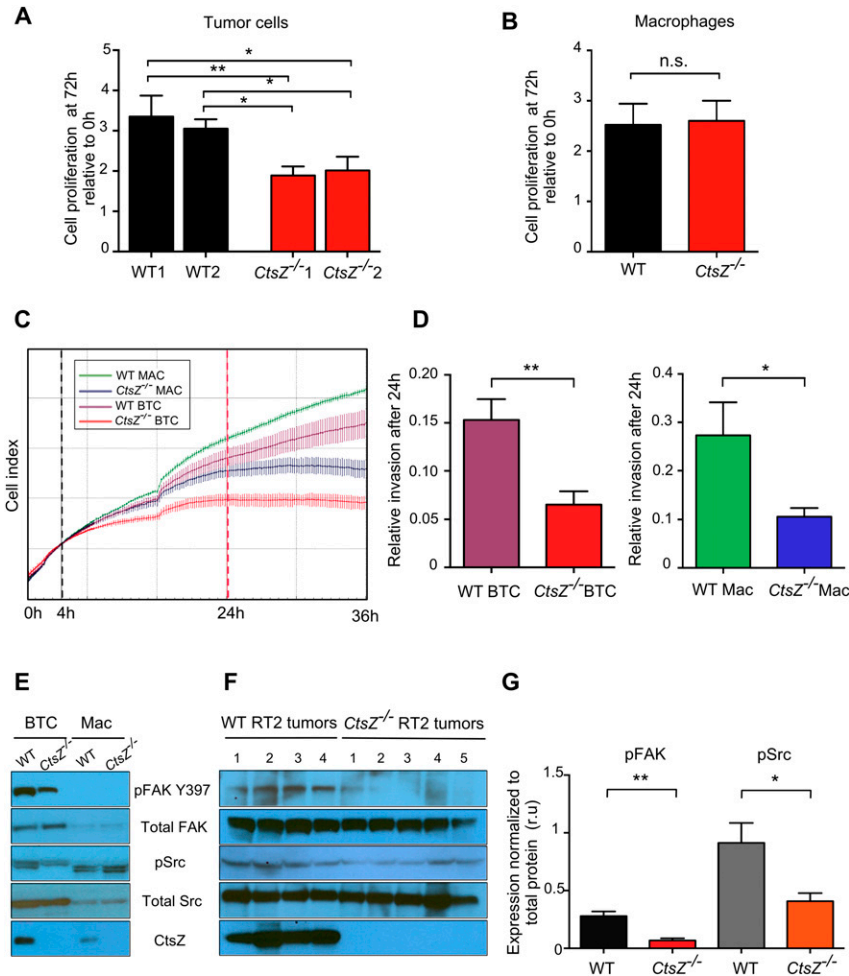 A
Tumor cells
Cell proliferation at 72h
relative to 0h
5
4
3
2
1
0
*
**
*
*
WT1 WT2 CtsZ-/-1 CtsZ-/-2
B
Macrophages
Cell proliferation at 72h
relative to 0h
4
3
2
1
0
n.s.
WT CtsZ-/-
C
Cell index
WT MAC
CtsZ-/- MAC
WT BTC
CtsZ-/- BTC
0h 4h 24h 36h
D
Relative invasion after 24h
0.20
0.15
0.10
0.05
0
**
WT BTC CtsZ-/-BTC
Relative invasion after 24h
0.4
0.3
0.2
0.1
0
*
WT Mac CtsZ-/-Mac
E
BTC Mac
WT CtsZ-/- WT CtsZ-/-
F
WT RT2 tumors CtsZ-/- RT2 tumors
1 2 3 4 1 2 3 4 5
pFAK Y397
Total FAK
pSrc
Total Src
CtsZ
G
pFAK pSrc
Expression normalized to
total protein (r.u)
1.5
1
0.5
0
**
*
WT CtsZ-/- WT CtsZ-/-